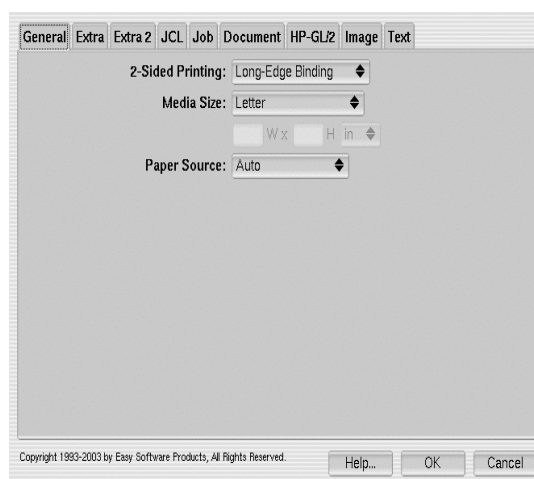 General Extra Extra 2 JCL Job Document HP-GL/2 Image Text
2-Sided Printing: Long-Edge Binding
Media Size: Letter
W x H in
Paper Source: Auto
Copyright 1993-2003 by Easy Software Products, All Rights Reserved.
Help... OK Cancel